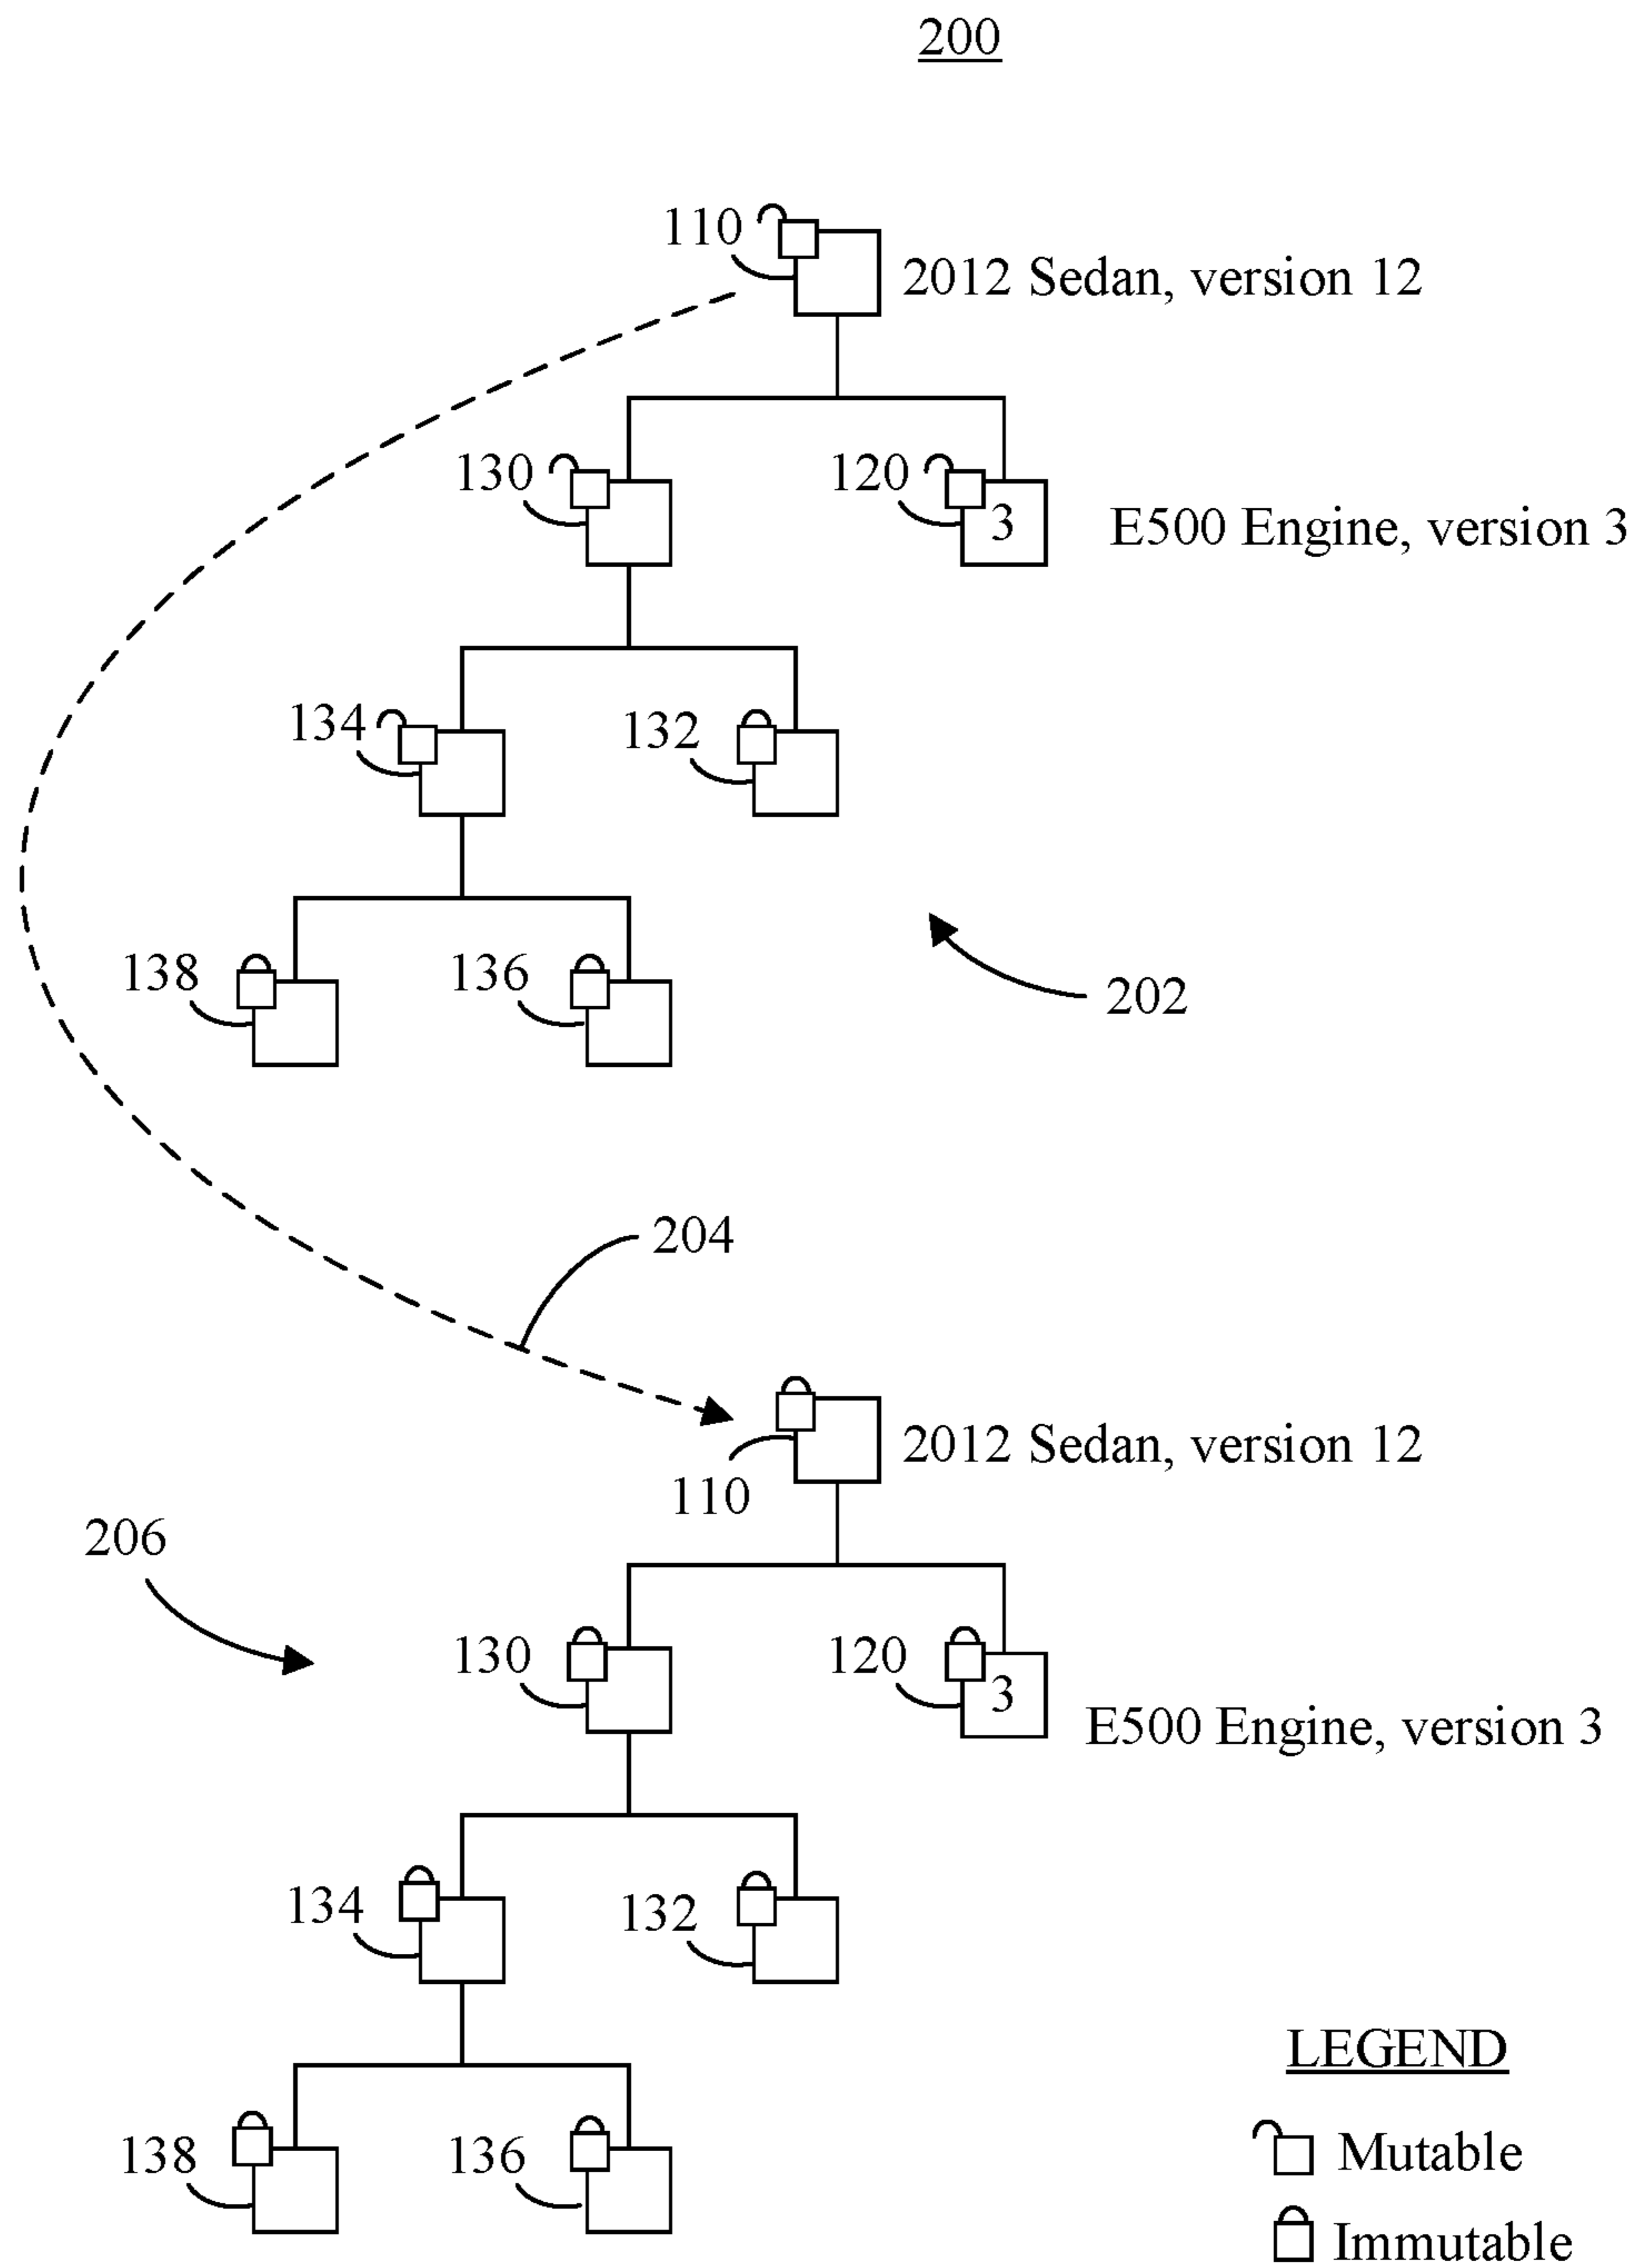 200
110
2012 Sedan, version 12
130
120
3
E500 Engine, version 3
134
132
138
136
202
204
2012 Sedan, version 12
110
206
130
120
3
E500 Engine, version 3
134
132
LEGEND
138
136
Mutable
Immutable